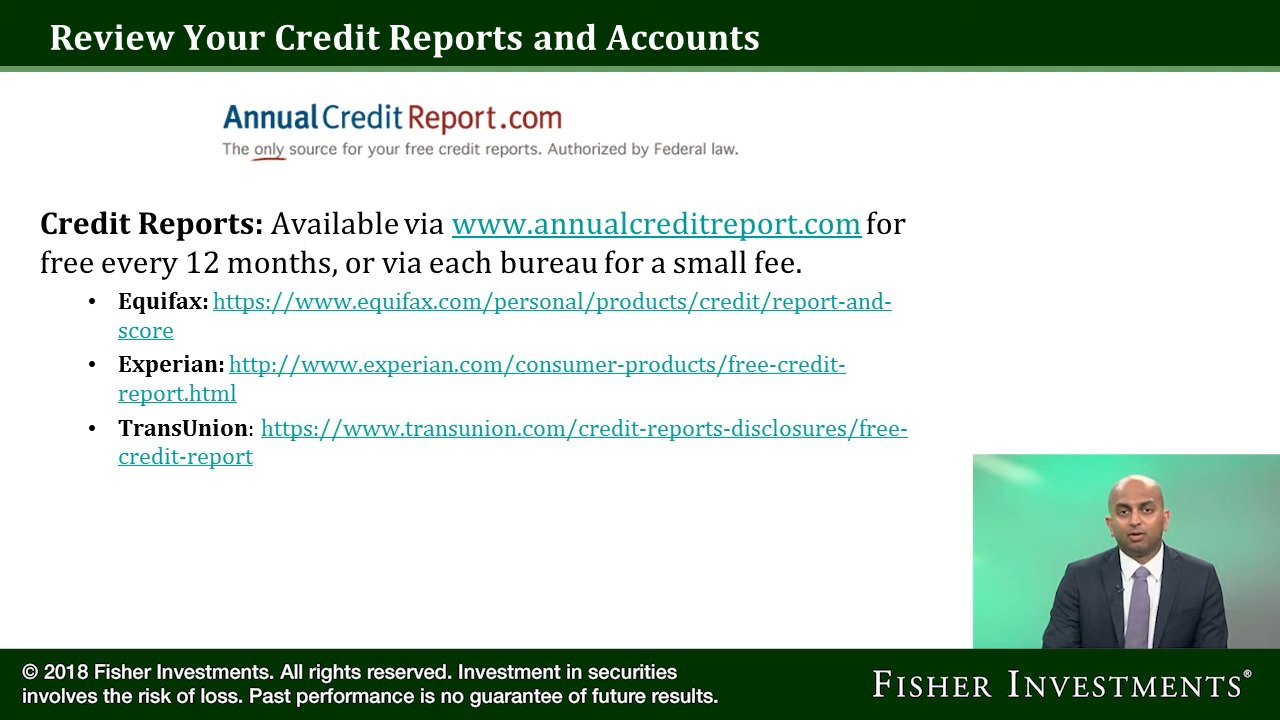 Review Your Credit Reports and Accounts
AnnualCreditReport.com
The only source for your free credit reports. Authorized by Federal law.
Credit Reports: Available via www.annualcreditreport.com for
free every 12 months, or via each bureau for a small fee.
• Equifax: https://www.equifax.com/personal/products/credit/report-and-
score
• Experian: http://www.experian.com/consumer-products/free-credit-
report.html
• TransUnion: https://www.transunion.com/credit-reports-disclosures/free-
credit-report
© 2018 Fisher Investments. All rights reserved. Investment in securities
involves the risk of loss. Past performance is no guarantee of future results.
FISHER INVESTMENTS®